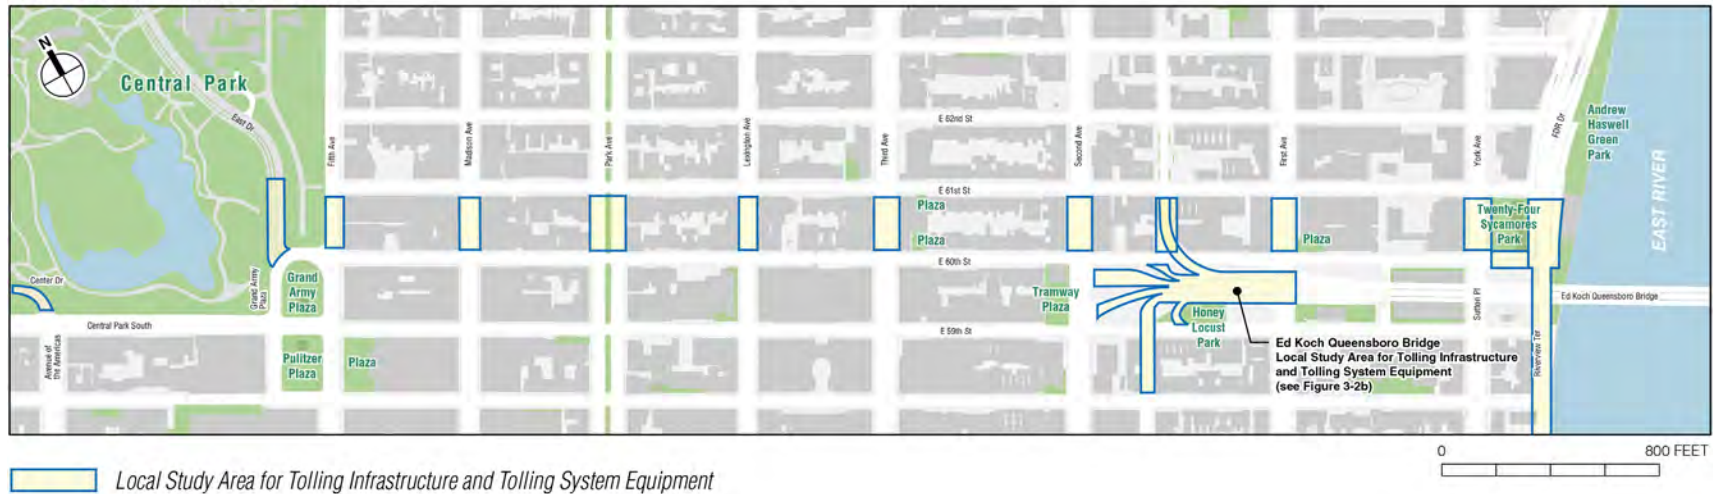 N
Central Park
East Dr
Fifth Ave
Madison Ave
Park Ave
Lexington Ave
Third Ave
E 62nd St
Second Ave
First Ave
York Ave
FDR Dr
Andrew
Haswell
Green
Park
EAST RIVER
E 61st St
Plaza
Plaza
Plaza
Twenty-Four
Sycamores
Park
E 60th St
Center Dr
Grand Army
Plaza
Grand
Army
Plaza
Tramway
Plaza
Honey
Locust
Park
Sutton Pl
Ed Koch Queensboro Bridge
Central Park South
E 59th St
Avenue of
the Americas
Pulitzer
Plaza
Plaza
Ed Koch Queensboro Bridge
Local Study Area for Tolling Infrastructure
and Tolling System Equipment
(see Figure 3-2b)
Riverview Ter
0 800 FEET
Local Study Area for Tolling Infrastructure and Tolling System Equipment